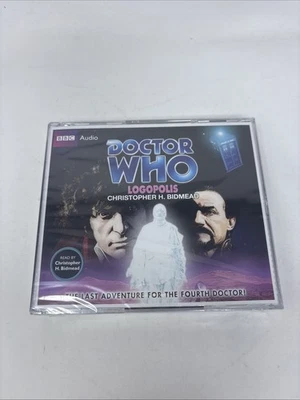 BBC Audio
DOCTOR
WHO
LOGOPOLIS
CHRISTOPHER H. BIDMEAD
READ BY
Christopher
H. Bidmead
THE LAST ADVENTURE FOR THE FOURTH DOCTOR!